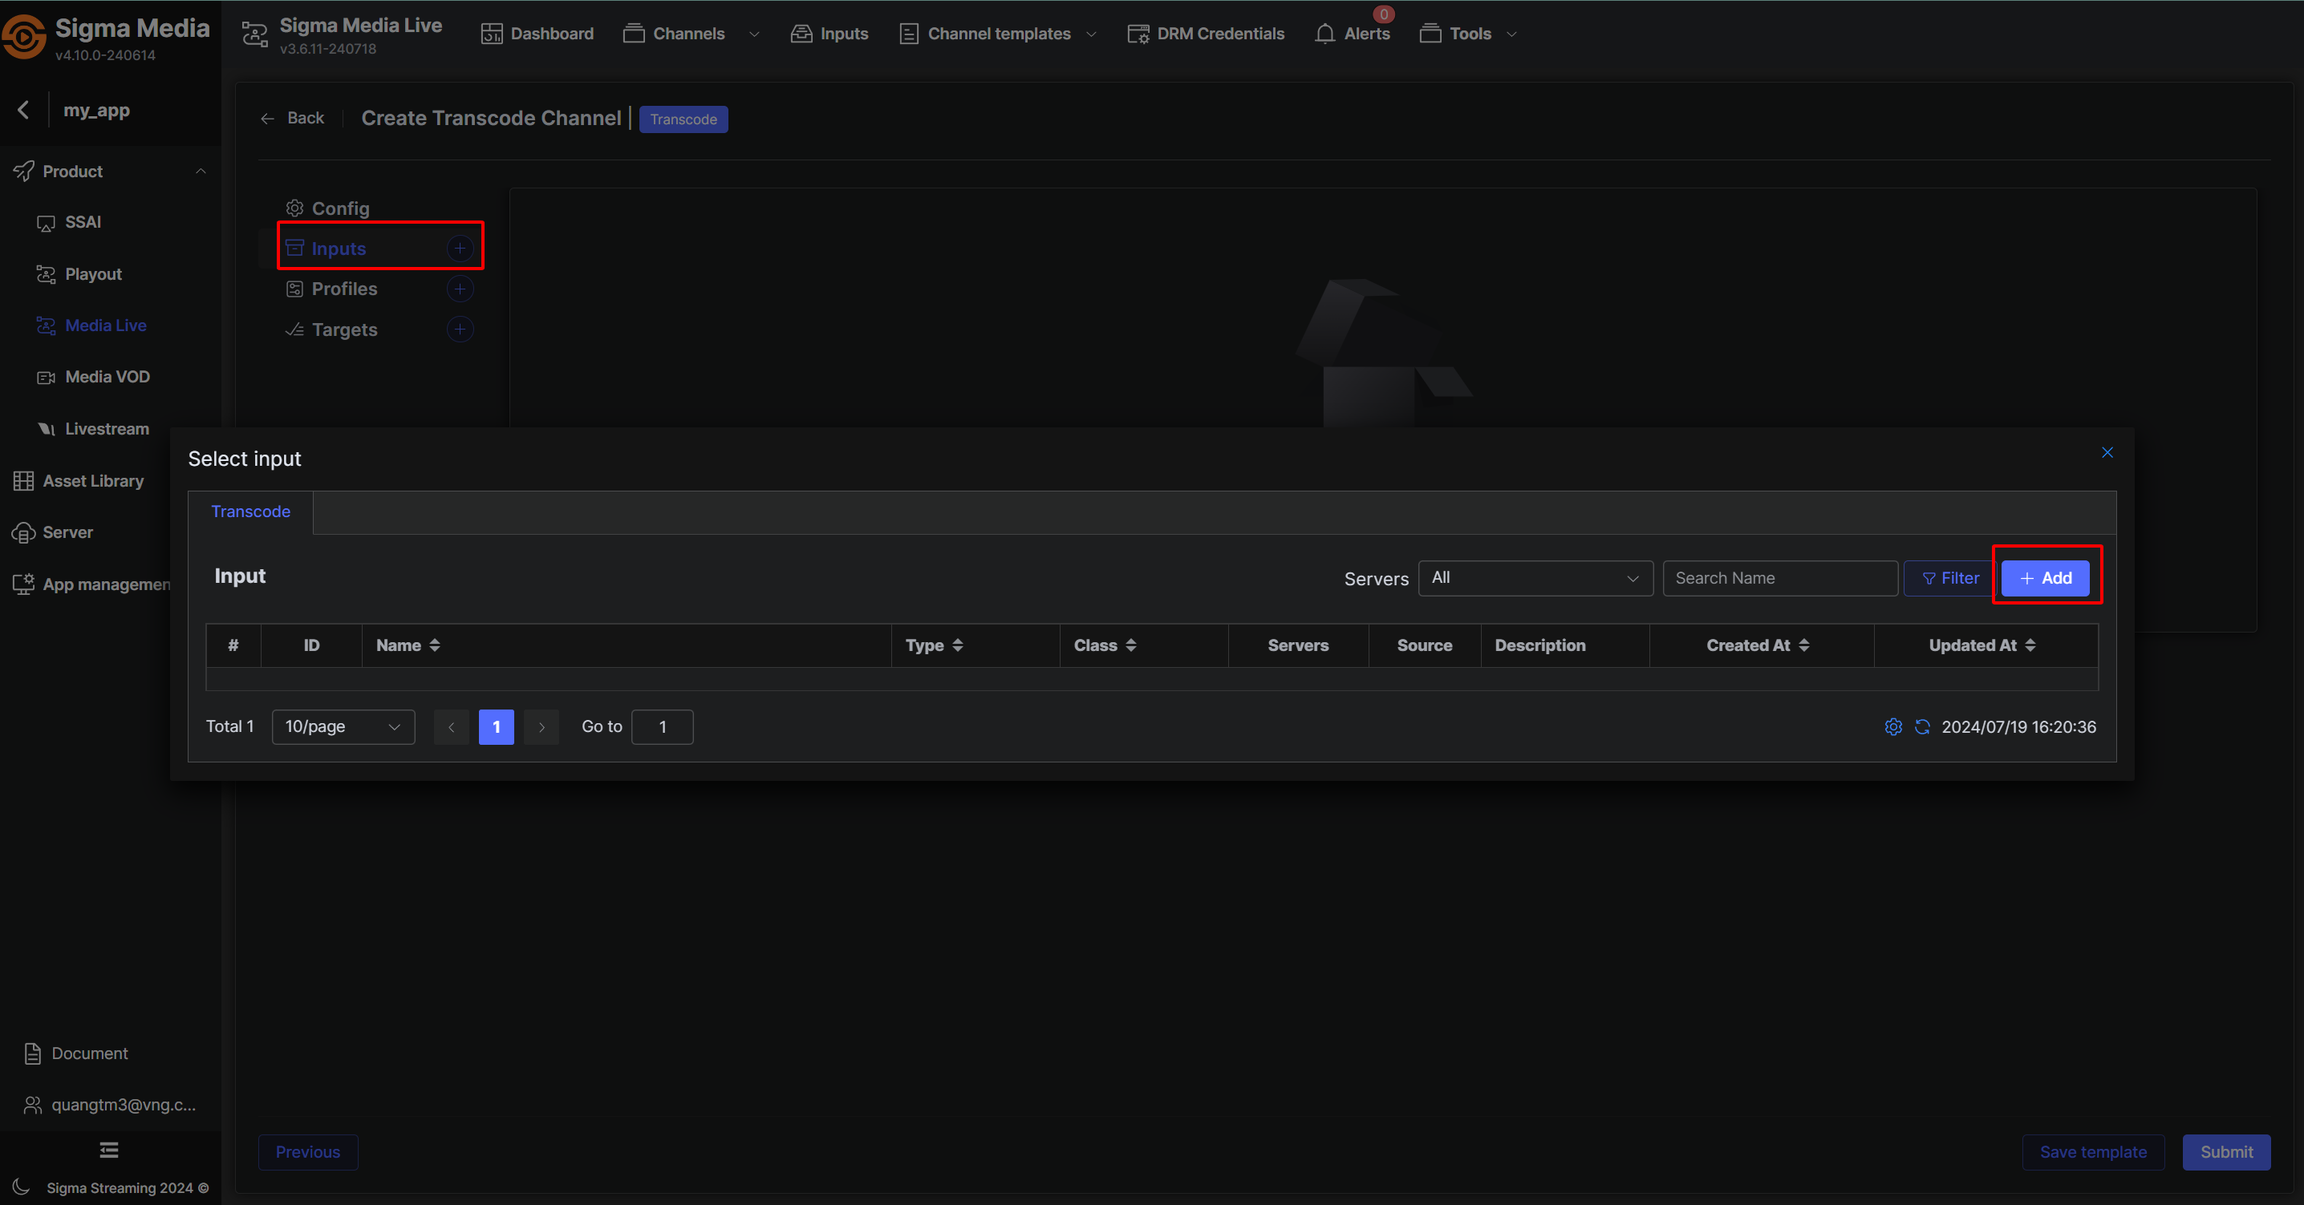 Sigma Media
v4.10.0-240614
Sigma Media Live
v3.6.11-240718
Dashboard
Channels
Inputs
Channel templates
DRM Credentials
Alerts
0
Tools
my_app
Product
SSAI
Playout
Media Live
Media VOD
Livestream
Asset Library
Server
App managemen
Back
Create Transcode Channel
Transcode
Config
Inputs
Profiles
Targets
Select input
Transcode
Input
Servers
All
Search Name
Filter
Add
# ID Name Type Class Servers Source Description Created At Updated At
Total 1
10/page
1
Go to
1
2024/07/19 16:20:36
Document
quangtm3@vng.c...
Sigma Streaming 2024 ©
Previous
Save template
Submit